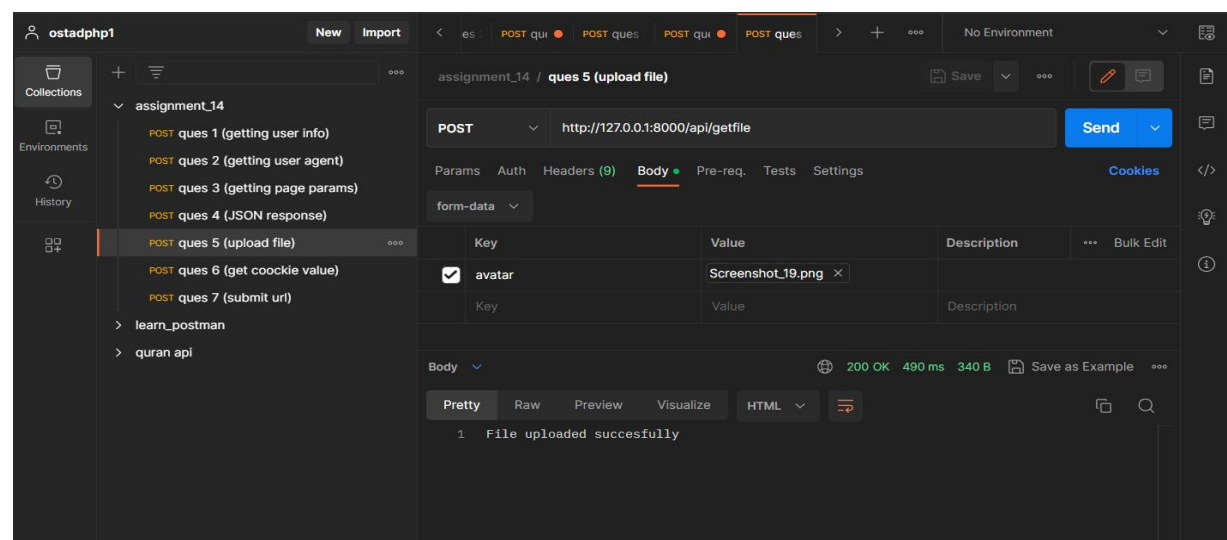 ostadphp1 New Import
es : POST que POST ques POST que POST ques No Environment
Collections
Environments
History
assignment_14
POST ques 1 (getting user info)
POST ques 2 (getting user agent)
POST ques 3 (getting page params)
POST ques 4 (JSON response)
POST ques 5 (upload file)
POST ques 6 (get coockie value)
POST ques 7 (submit url)
learn_postman
quran api
assignment_14 / ques 5 (upload file) Save
POST http://127.0.0.1:8000/api/getfile Send
Params Auth Headers (9) Body Pre-req. Tests Settings Cookies
form-data
Key Value Description Bulk Edit
avatar Screenshot_19.png
Key Value Description
Body 200 OK 490 ms 340 B Save as Example
Pretty Raw Preview Visualize HTML
1 File uploaded succesfully